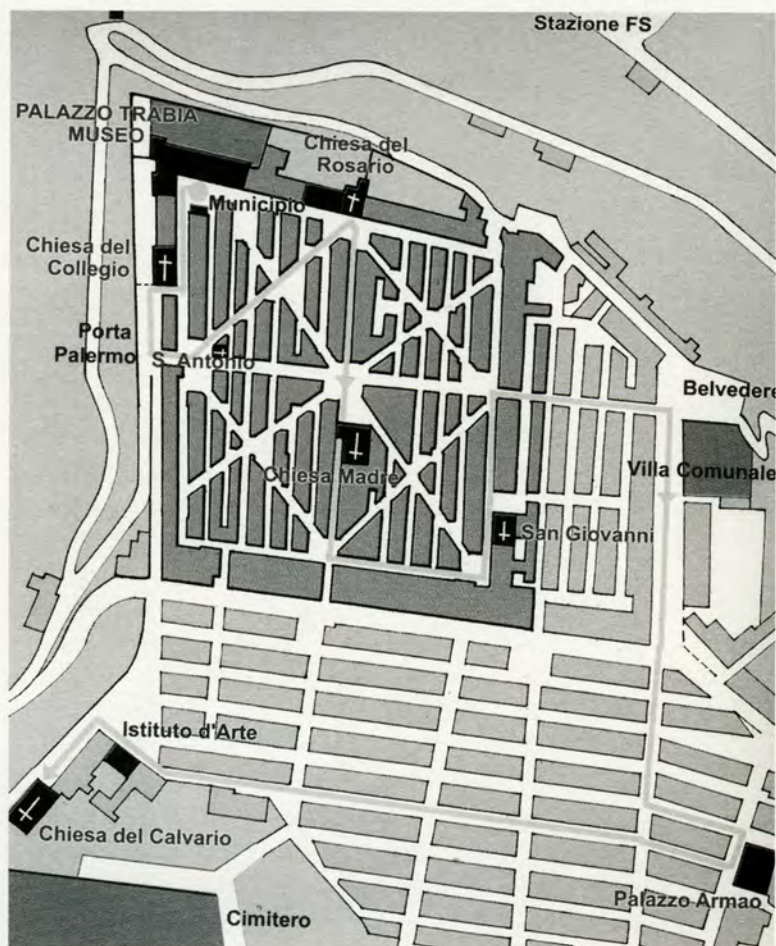 Stazione FS
PALAZZO TRABIA
MUSEO
Chiesa del
Rosario
Municipio
Chiesa del
Collegio
Porta
Palermo
S. Antonio
Belvedere
Chiesa Madre
Villa Comunale
San Giovanni
Istituto d'Arte
Chiesa del Calvario
Palazzo Armao
Cimitero